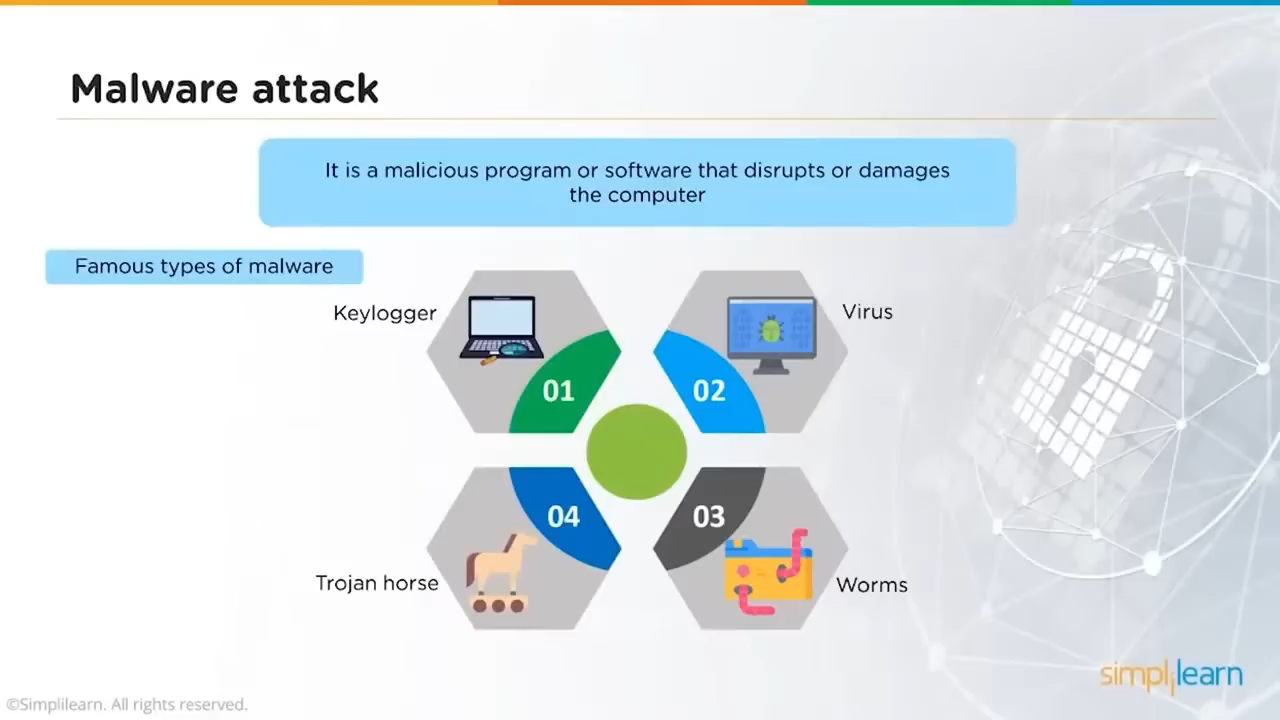 Malware attack
It is a malicious program or software that disrupts or damages
the computer
Famous types of malware
Keylogger
01
02
Virus
Trojan horse
04
03
Worms
simplilearn
©Simplilearn. All rights reserved.